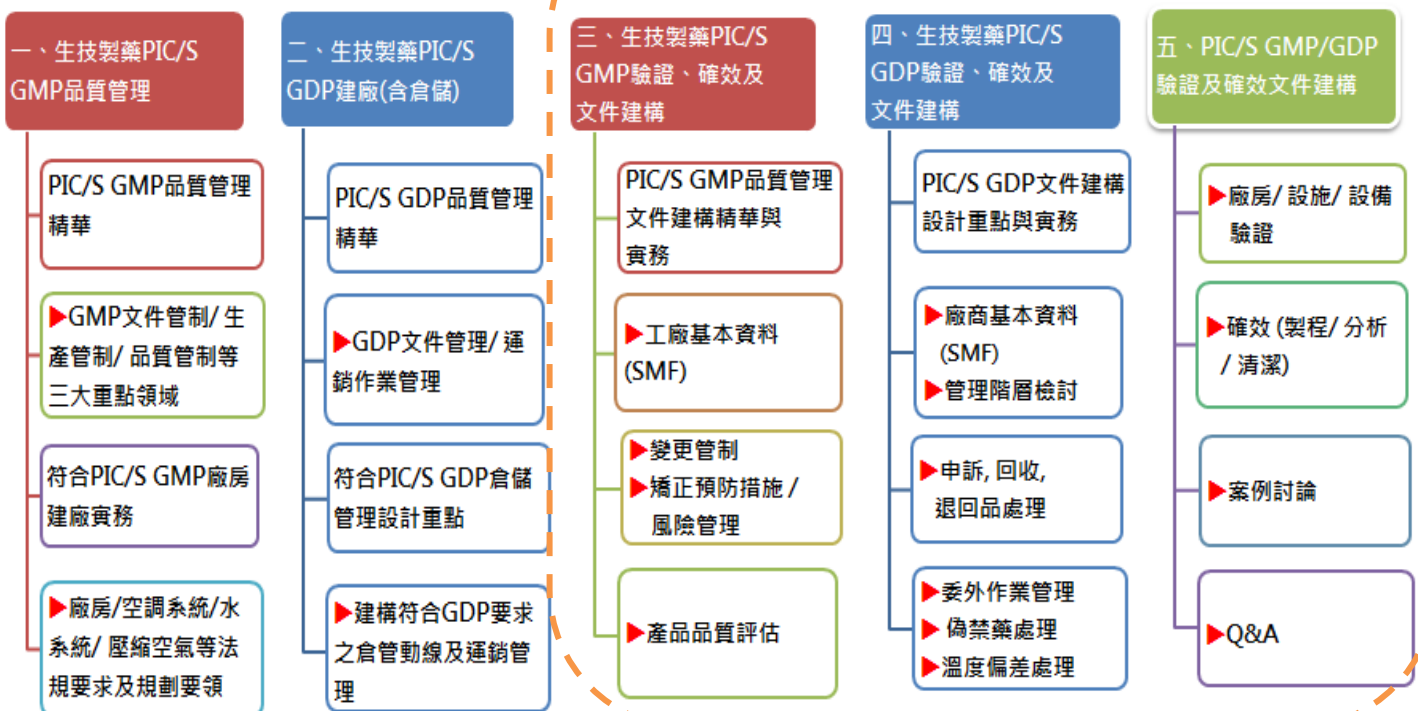 一、生技製藥PIC/S
GMP品質管理
PIC/S GMP品質管理
精華
▶GMP文件管制/ 生
產管制/ 品質管制等
三大重點領域
符合PIC/S GMP廠房
建廠實務
▶廠房/空調系統/水
系統/ 壓縮空氣等法
規要求及規劃要領
二、生技製藥PIC/S
GDP建廠(含倉儲)
PIC/S GDP品質管理
精華
▶GDP文件管理/ 運
銷作業管理
符合PIC/S GDP倉儲
管理設計重點
▶建構符合GDP要求
之倉管動線及運銷管
理
三、生技製藥PIC/S
GMP驗證、確效及
文件建構
PIC/S GMP品質管理
文件建構精華與
實務
▶工廠基本資料
(SMF)
▶變更管制
▶矯正預防措施 /
風險管理
▶產品品質評估
四、生技製藥PIC/S
GDP驗證、確效及
文件建構
PIC/S GDP文件建構
設計重點與實務
▶廠商基本資料
(SMF)
▶管理階層檢討
▶申訴, 回收,
退回品處理
▶委外作業管理
▶ 偽禁藥處理
▶溫度偏差處理
五、PIC/S GMP/GDP
驗證及確效文件建構
▶廠房/ 設施/ 設備
驗證
▶確效 (製程/ 分析
/ 清潔)
▶案例討論
▶Q&A